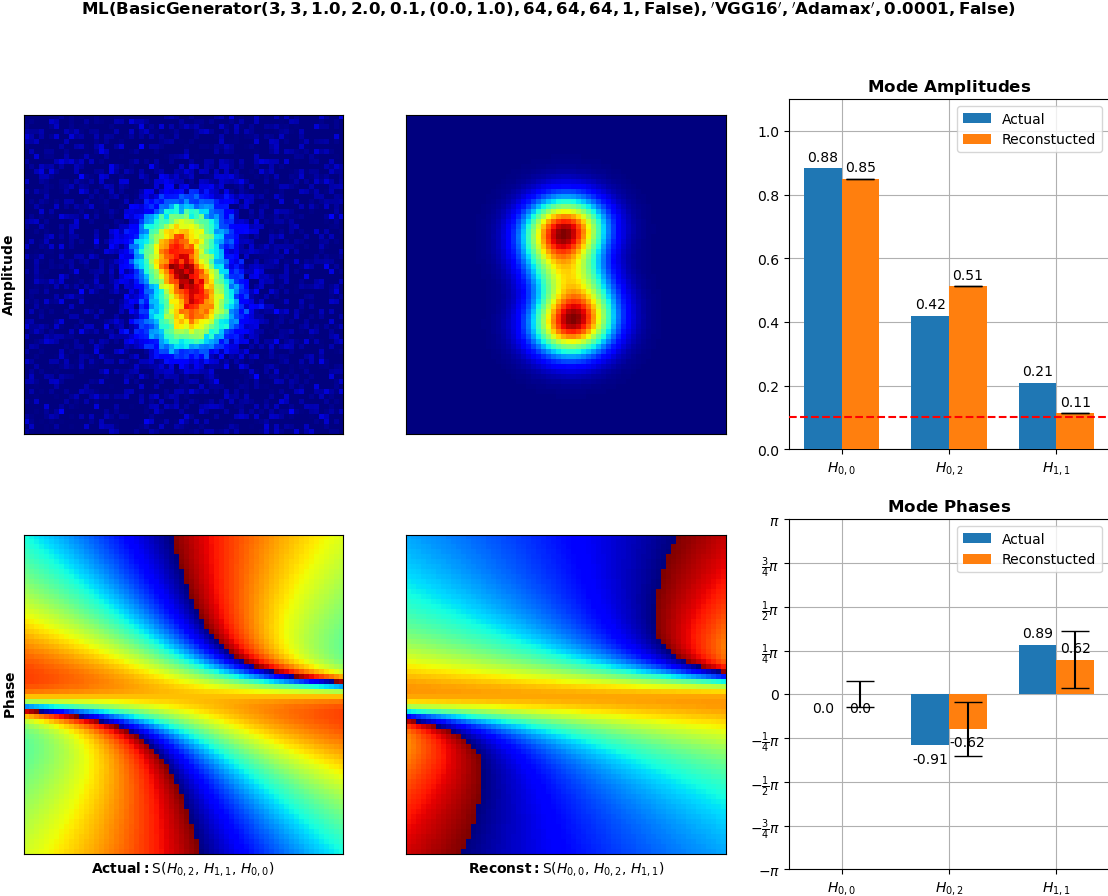 ML(BasicGenerator(3, 3, 1.0, 2.0, 0.1, (0.0, 1.0), 64, 64, 64, 1, False), ′VGG16′, ′Adamax′, 0.0001, False)
Amplitude
Mode Amplitudes
Actual
Reconstucted
1.0
0.8
0.6
0.4
0.2
0.0
0.88
0.85
0.42
0.51
0.21
0.11
H0,0
H0,2
H1,1
Phase
Actual: S(H0,2, H1,1, H0,0)
Reconst: S(H0,0, H0,2, H1,1)
Mode Phases
Actual
Reconstucted
π
3/4π
1/2π
1/4π
0
−1/4π
−1/2π
−3/4π
−π
0.0
0.0
-0.91
-0.62
0.89
0.62
H0,0
H0,2
H1,1